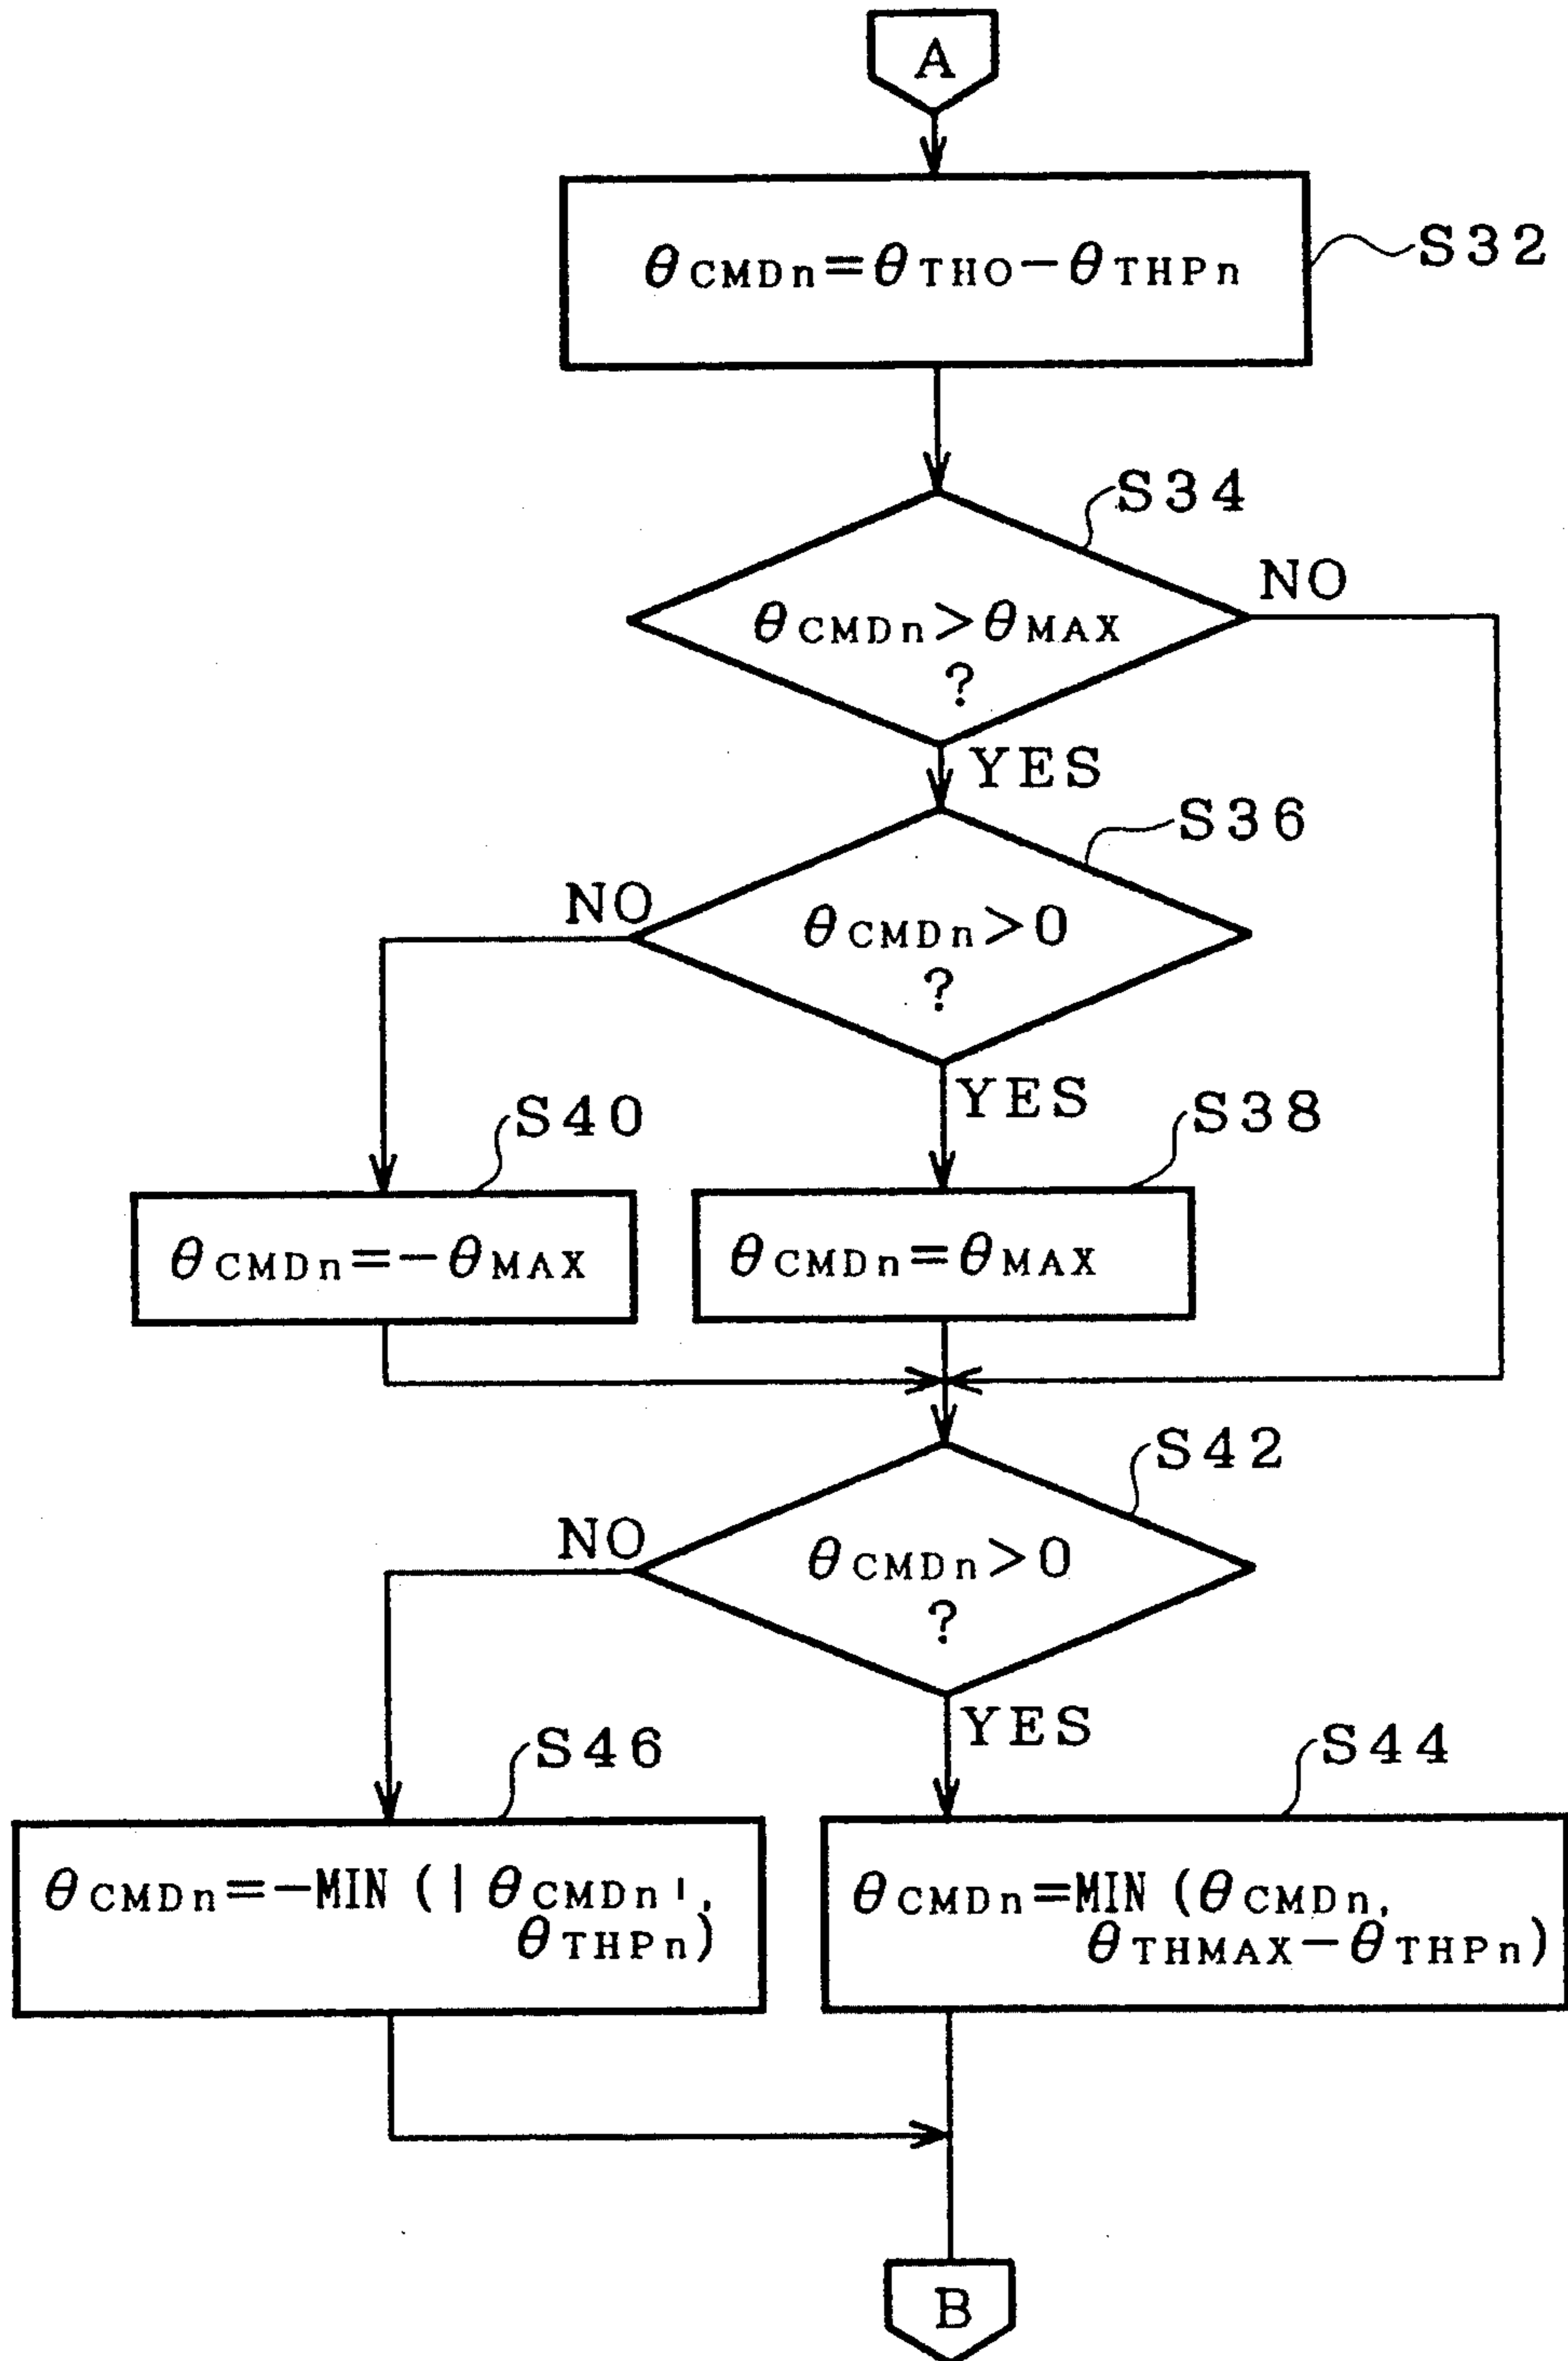 A
θCMDn=θTHO−θTHPn
S32
S34
θCMDn>θMAX
?
NO
YES
S36
θCMDn>0
?
NO
YES
S40
S38
θCMDn=−θMAX
θCMDn=θMAX
S42
θCMDn>0
?
NO
YES
S46
S44
θCMDn=−MIN (|θCMDn',
θTHPn)
θCMDn=MIN (θCMDn,
θTHMAX−θTHPn)
B